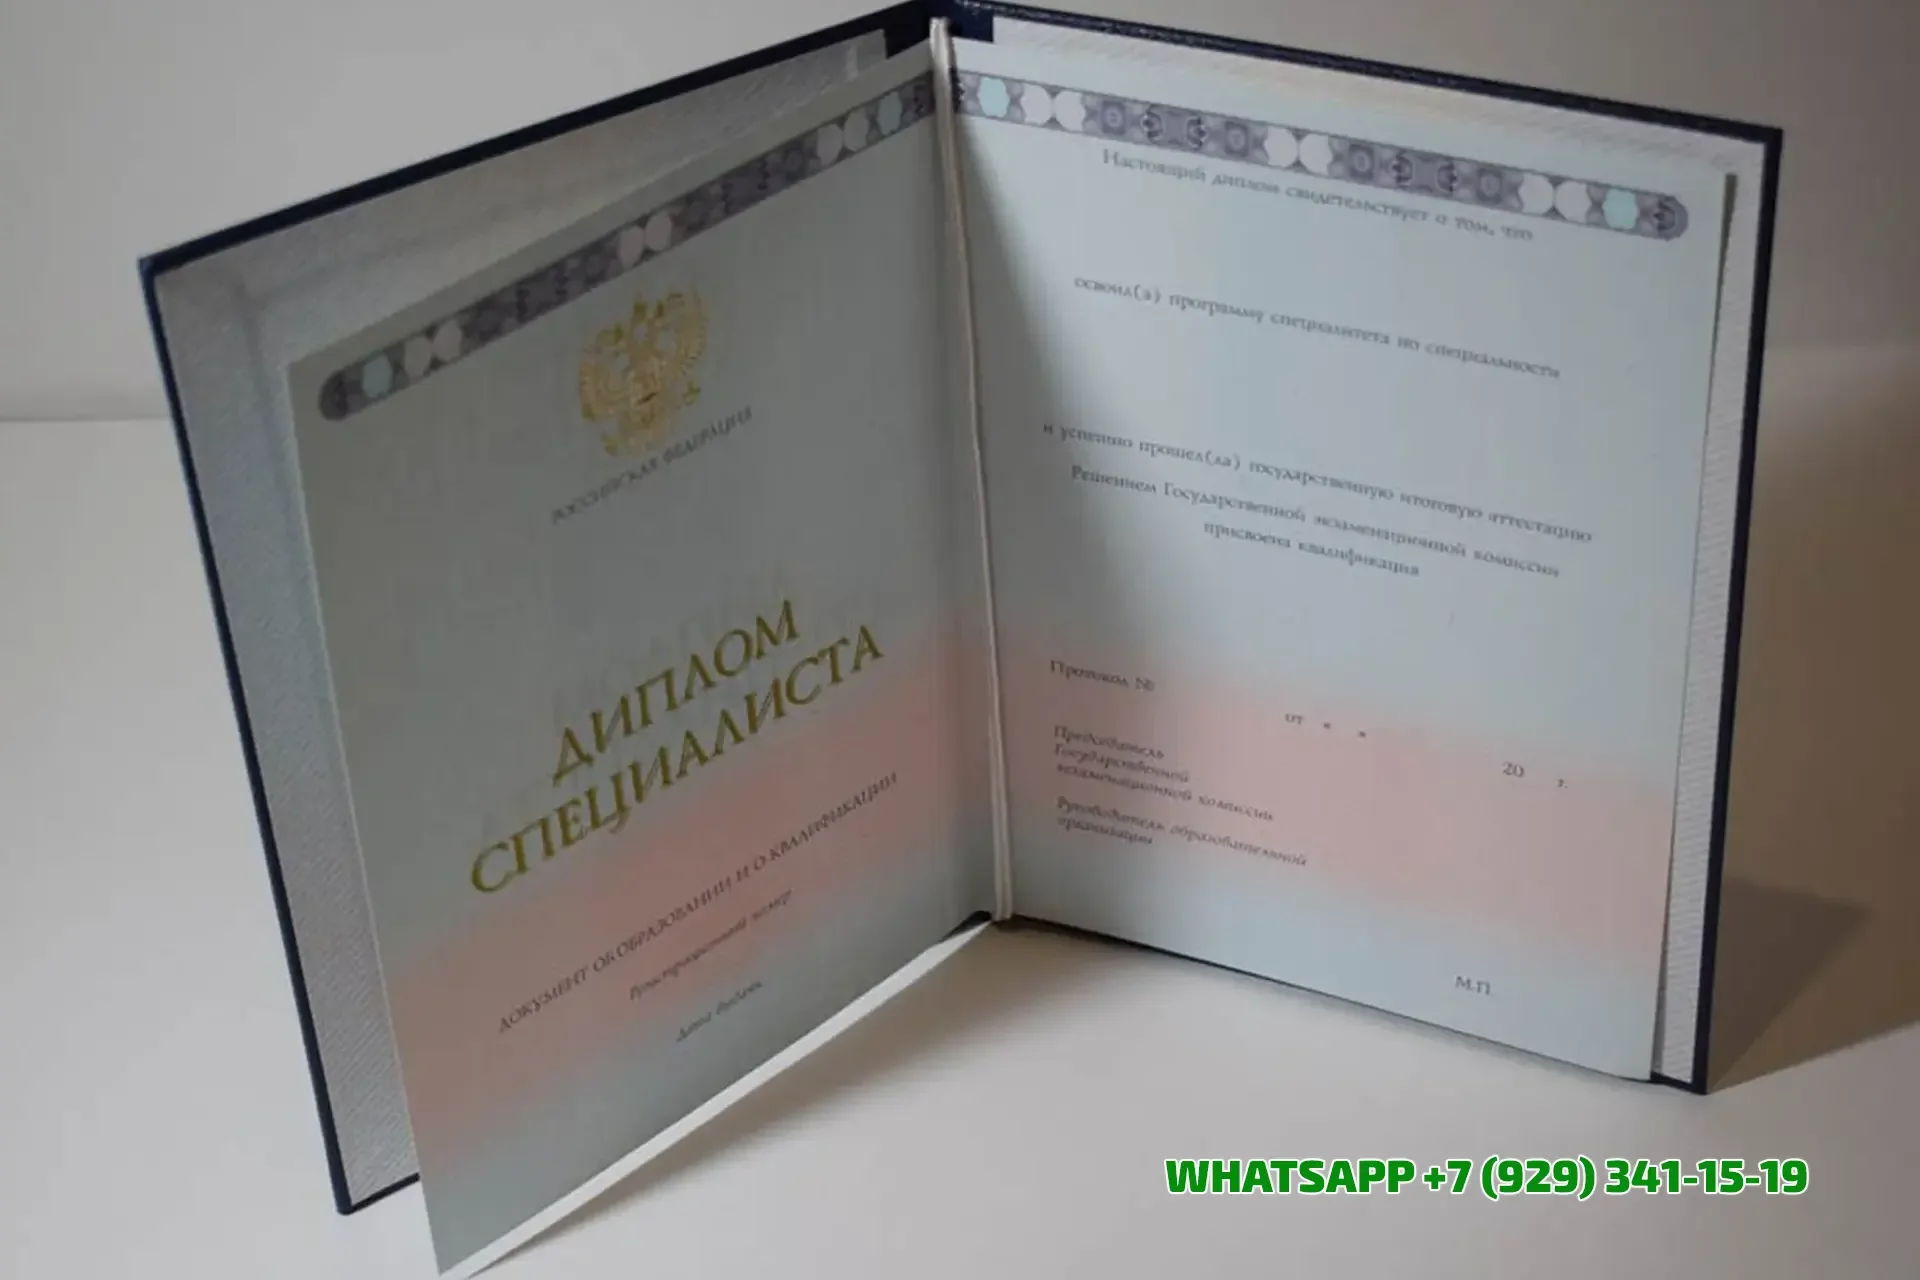 РОССИЙСКАЯ ФЕДЕРАЦИЯ
ДИПЛОМ
СПЕЦИАЛИСТА
ДОКУМЕНТ ОБ ОБРАЗОВАНИИ И О КВАЛИФИКАЦИИ
Регистрационный номер
Дата выдачи
Настоящий диплом свидетельствует о том, что
освоил(а) программу специалитета по специальности
и успешно прошел(ла) государственную итоговую аттестацию
Решением Государственной экзаменационной комиссии
присвоена квалификация
Протокол №
от « »
20 г.
Председатель
Государственной
экзаменационной комиссии
Руководитель образовательной
организации
М.П.
WHATSAPP +7 (929) 341-15-19